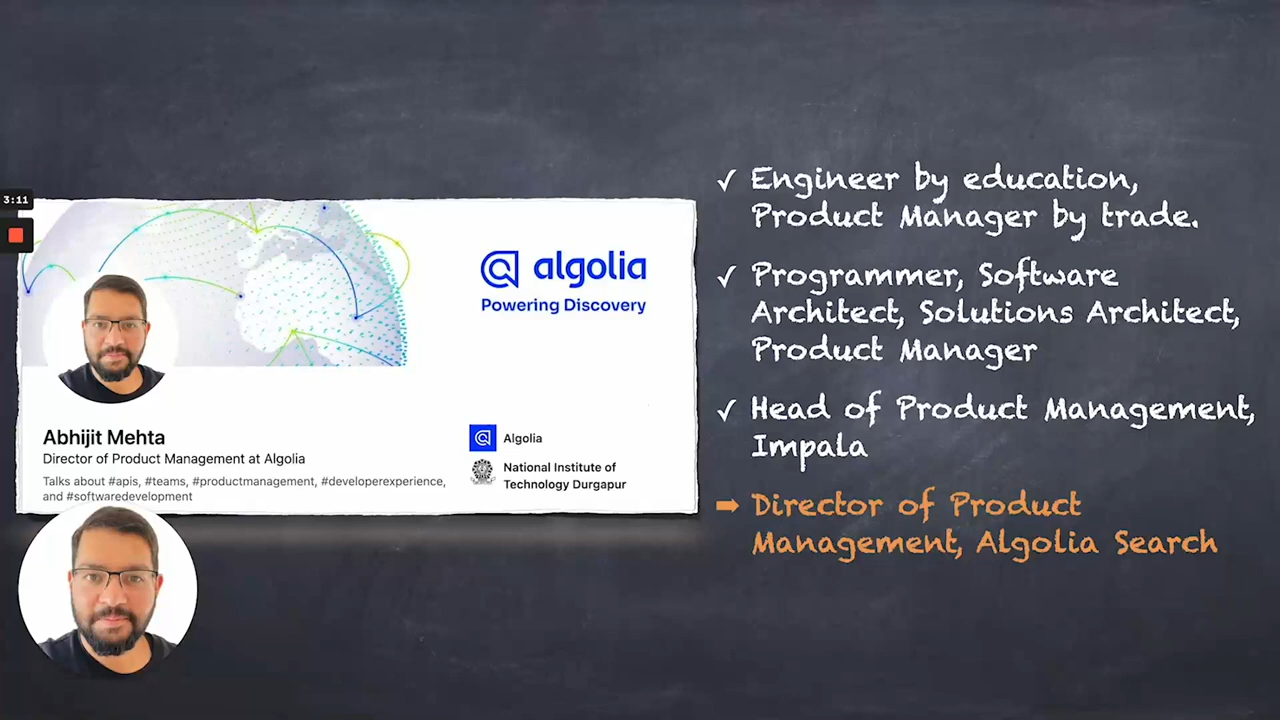 3:11
algolia
Powering Discovery
Abhijit Mehta
Director of Product Management at Algolia
Talks about #apis, #teams, #productmanagement, #developerexperience,
and #softwaredevelopment
Algolia
National Institute of
Technology Durgapur
✓ Engineer by education,
Product Manager by trade.
✓ Programmer, Software
Architect, Solutions Architect,
Product Manager
✓ Head of Product Management,
Impala
➡ Director of Product
Management, Algolia Search